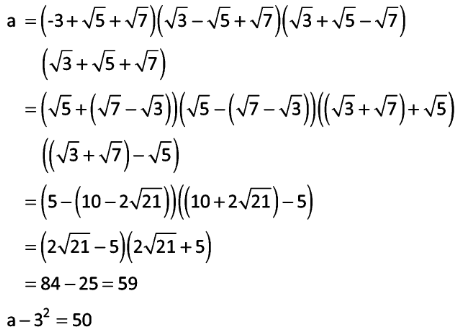 a = (-3+√5+√7)(√3−√5+√7)(√3+√5−√7)
(√3+√5+√7)
= (√5+(√7−√3))(√5−(√7−√3))((√3+√7)+√5)
((√3+√7)−√5)
= (5−(10−2√21))((10+2√21)−5)
= (2√21−5)(2√21+5)
= 84−25 = 59
a−3² = 50